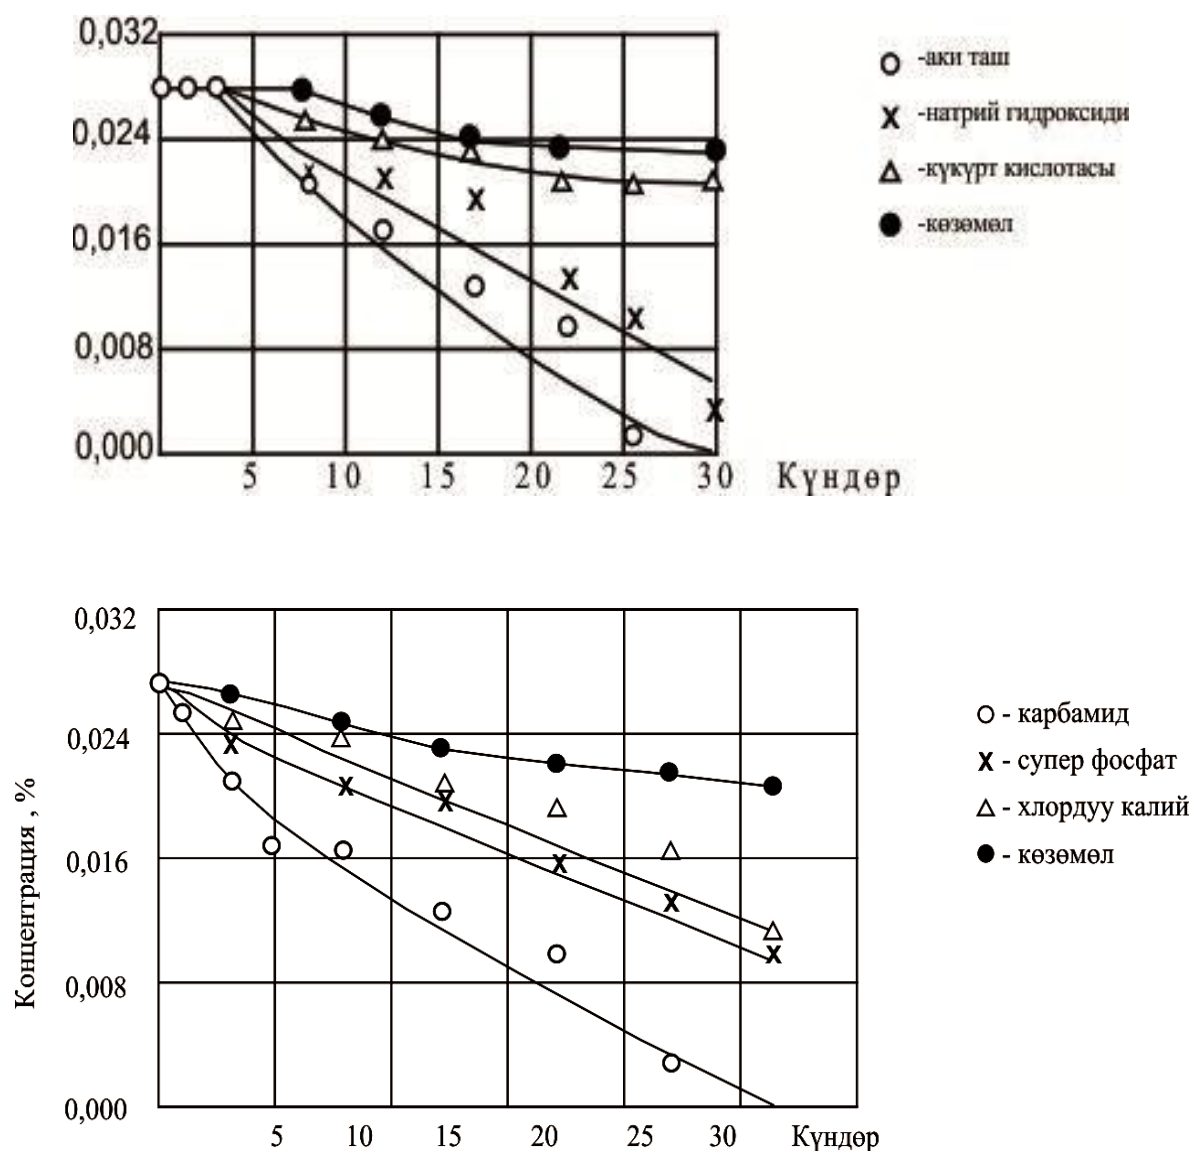 0,032
0,024
0,016
0,008
0,000
5 10 15 20 25 30 Күндөр
-аки таш
-натрий гидроксиди
-күкүрт кислотасы
-көзөмөл
Концентрация , %
0,032
0,024
0,016
0,008
0,000
5 10 15 20 25 30 Күндөр
- карбамид
- супер фосфат
- хлордуу калий
- көзөмөл